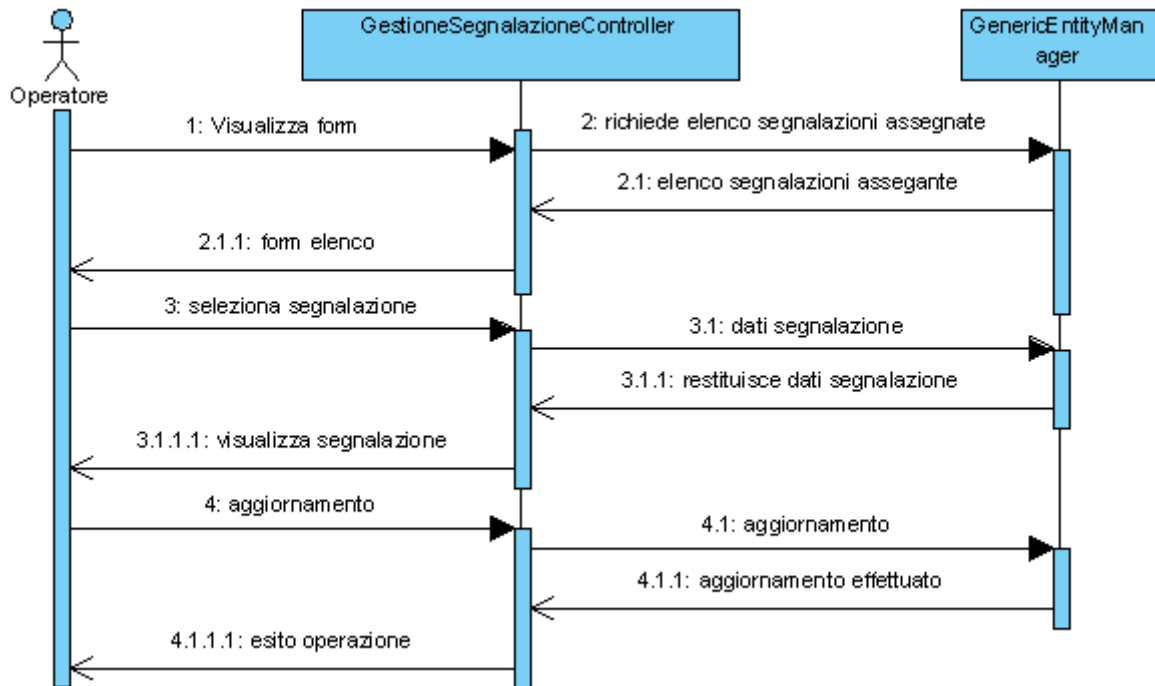 GestioneSegnalazioneController
GenericEntityMan
ager
Operatore
1: Visualizza form
2: richiede elenco segnalazioni assegnate
2.1: elenco segnalazioni assegante
2.1.1: form elenco
3: seleziona segnalazione
3.1: dati segnalazione
3.1.1: restituisce dati segnalazione
3.1.1.1: visualizza segnalazione
4: aggiornamento
4.1: aggiornamento
4.1.1: aggiornamento effettuato
4.1.1.1: esito operazione